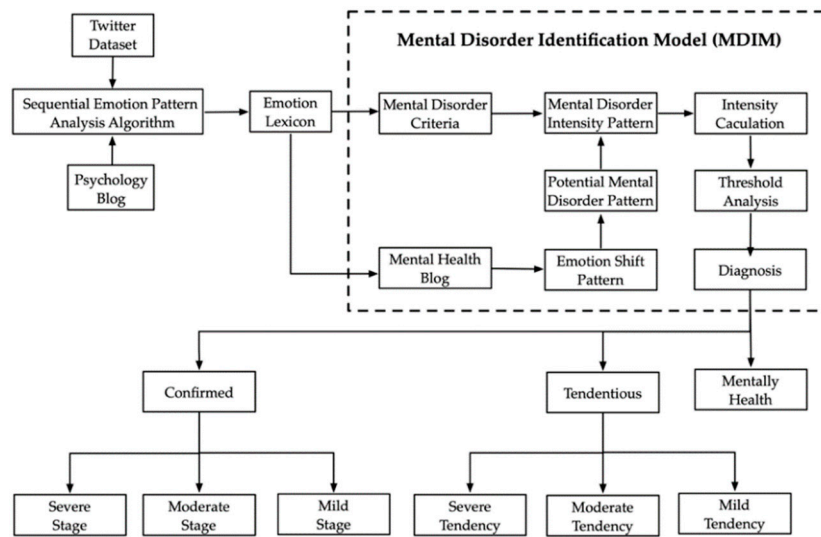 Twitter
Dataset
Mental Disorder Identification Model (MDIM)
Sequential Emotion Pattern
Analysis Algorithm
Emotion
Lexicon
Mental Disorder
Criteria
Mental Disorder
Intensity Pattern
Intensity
Caculation
Psychology
Blog
Potential Mental
Disorder Pattern
Threshold
Analysis
Mental Health
Blog
Emotion Shift
Pattern
Diagnosis
Confirmed
Tendentious
Mentally
Health
Severe
Stage
Moderate
Stage
Mild
Stage
Severe
Tendency
Moderate
Tendency
Mild
Tendency